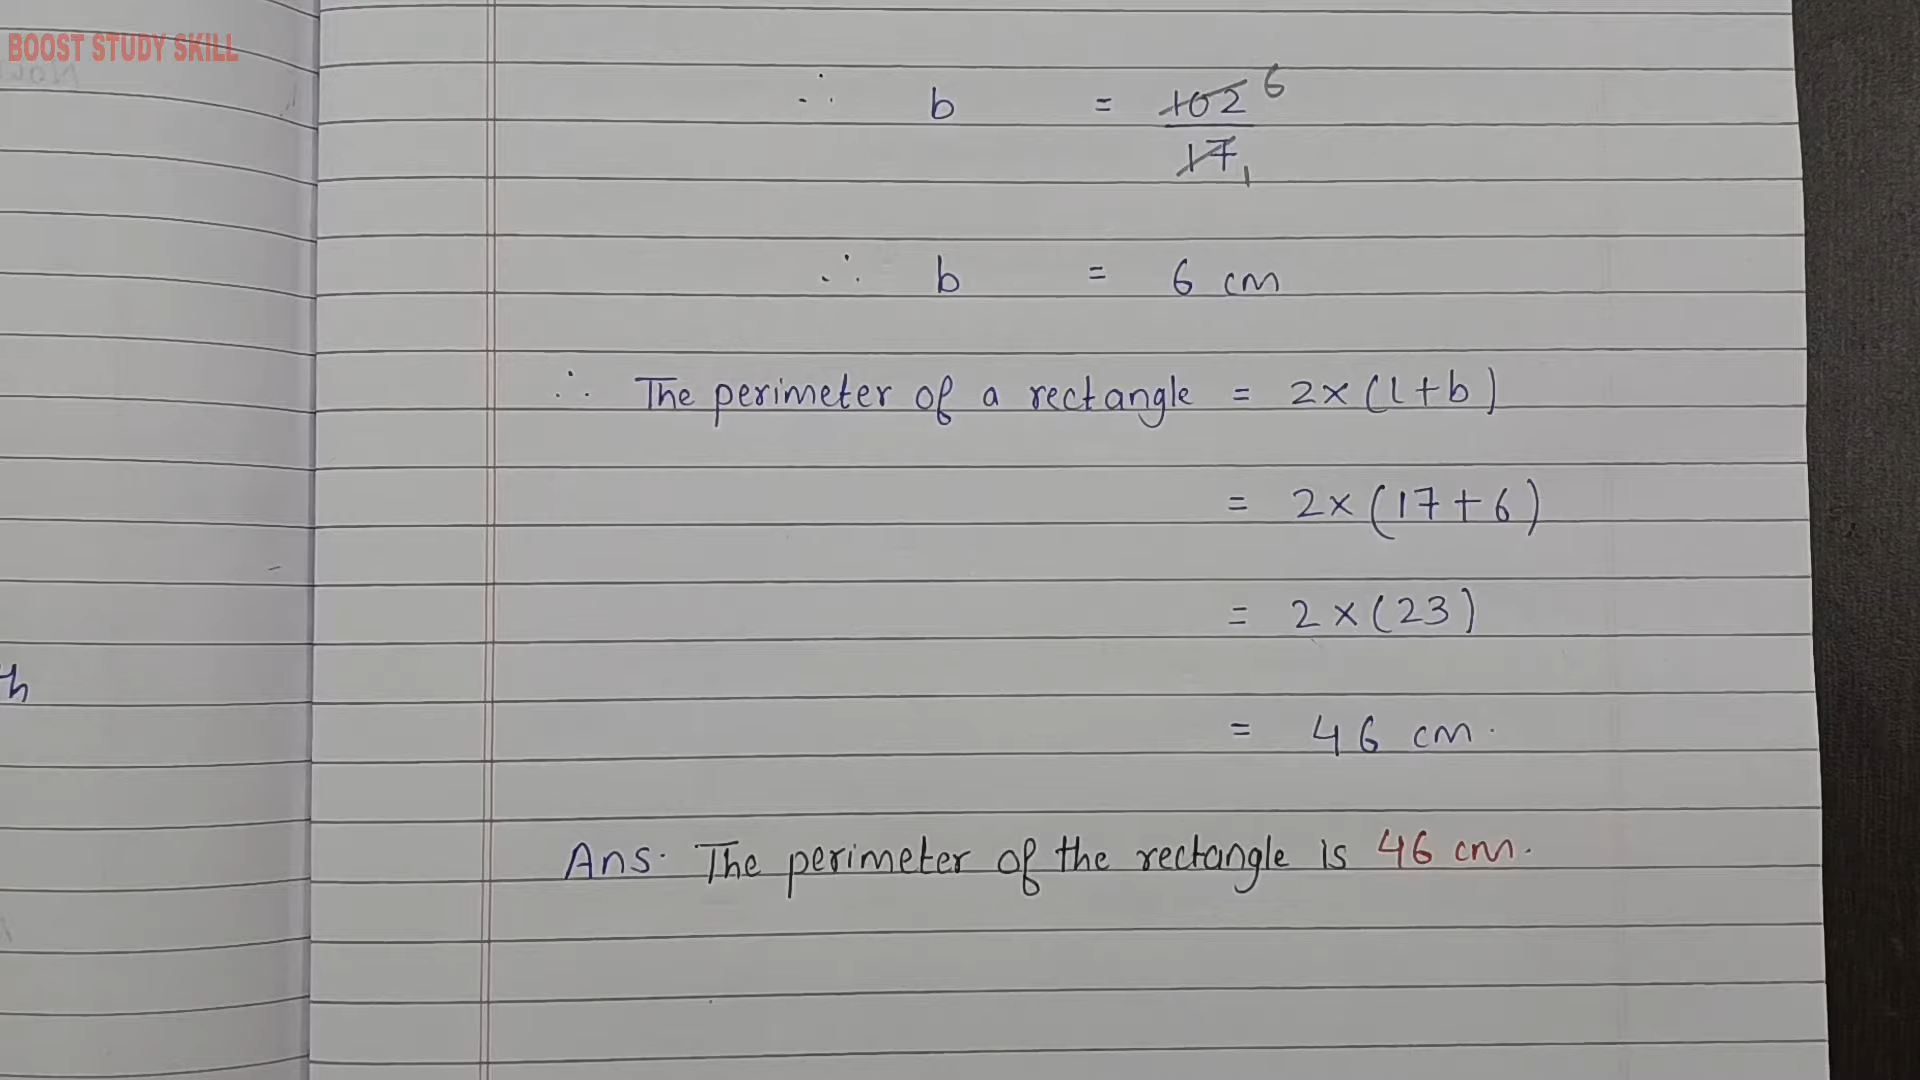 BOOST STUDY SKILL
∴ b = 102 6
17 1
∴ b = 6 cm
∴ The perimeter of a rectangle = 2×(l+b)
= 2×(17+6)
= 2×(23)
= 46 cm.
Ans. The perimeter of the rectangle is 46 cm.